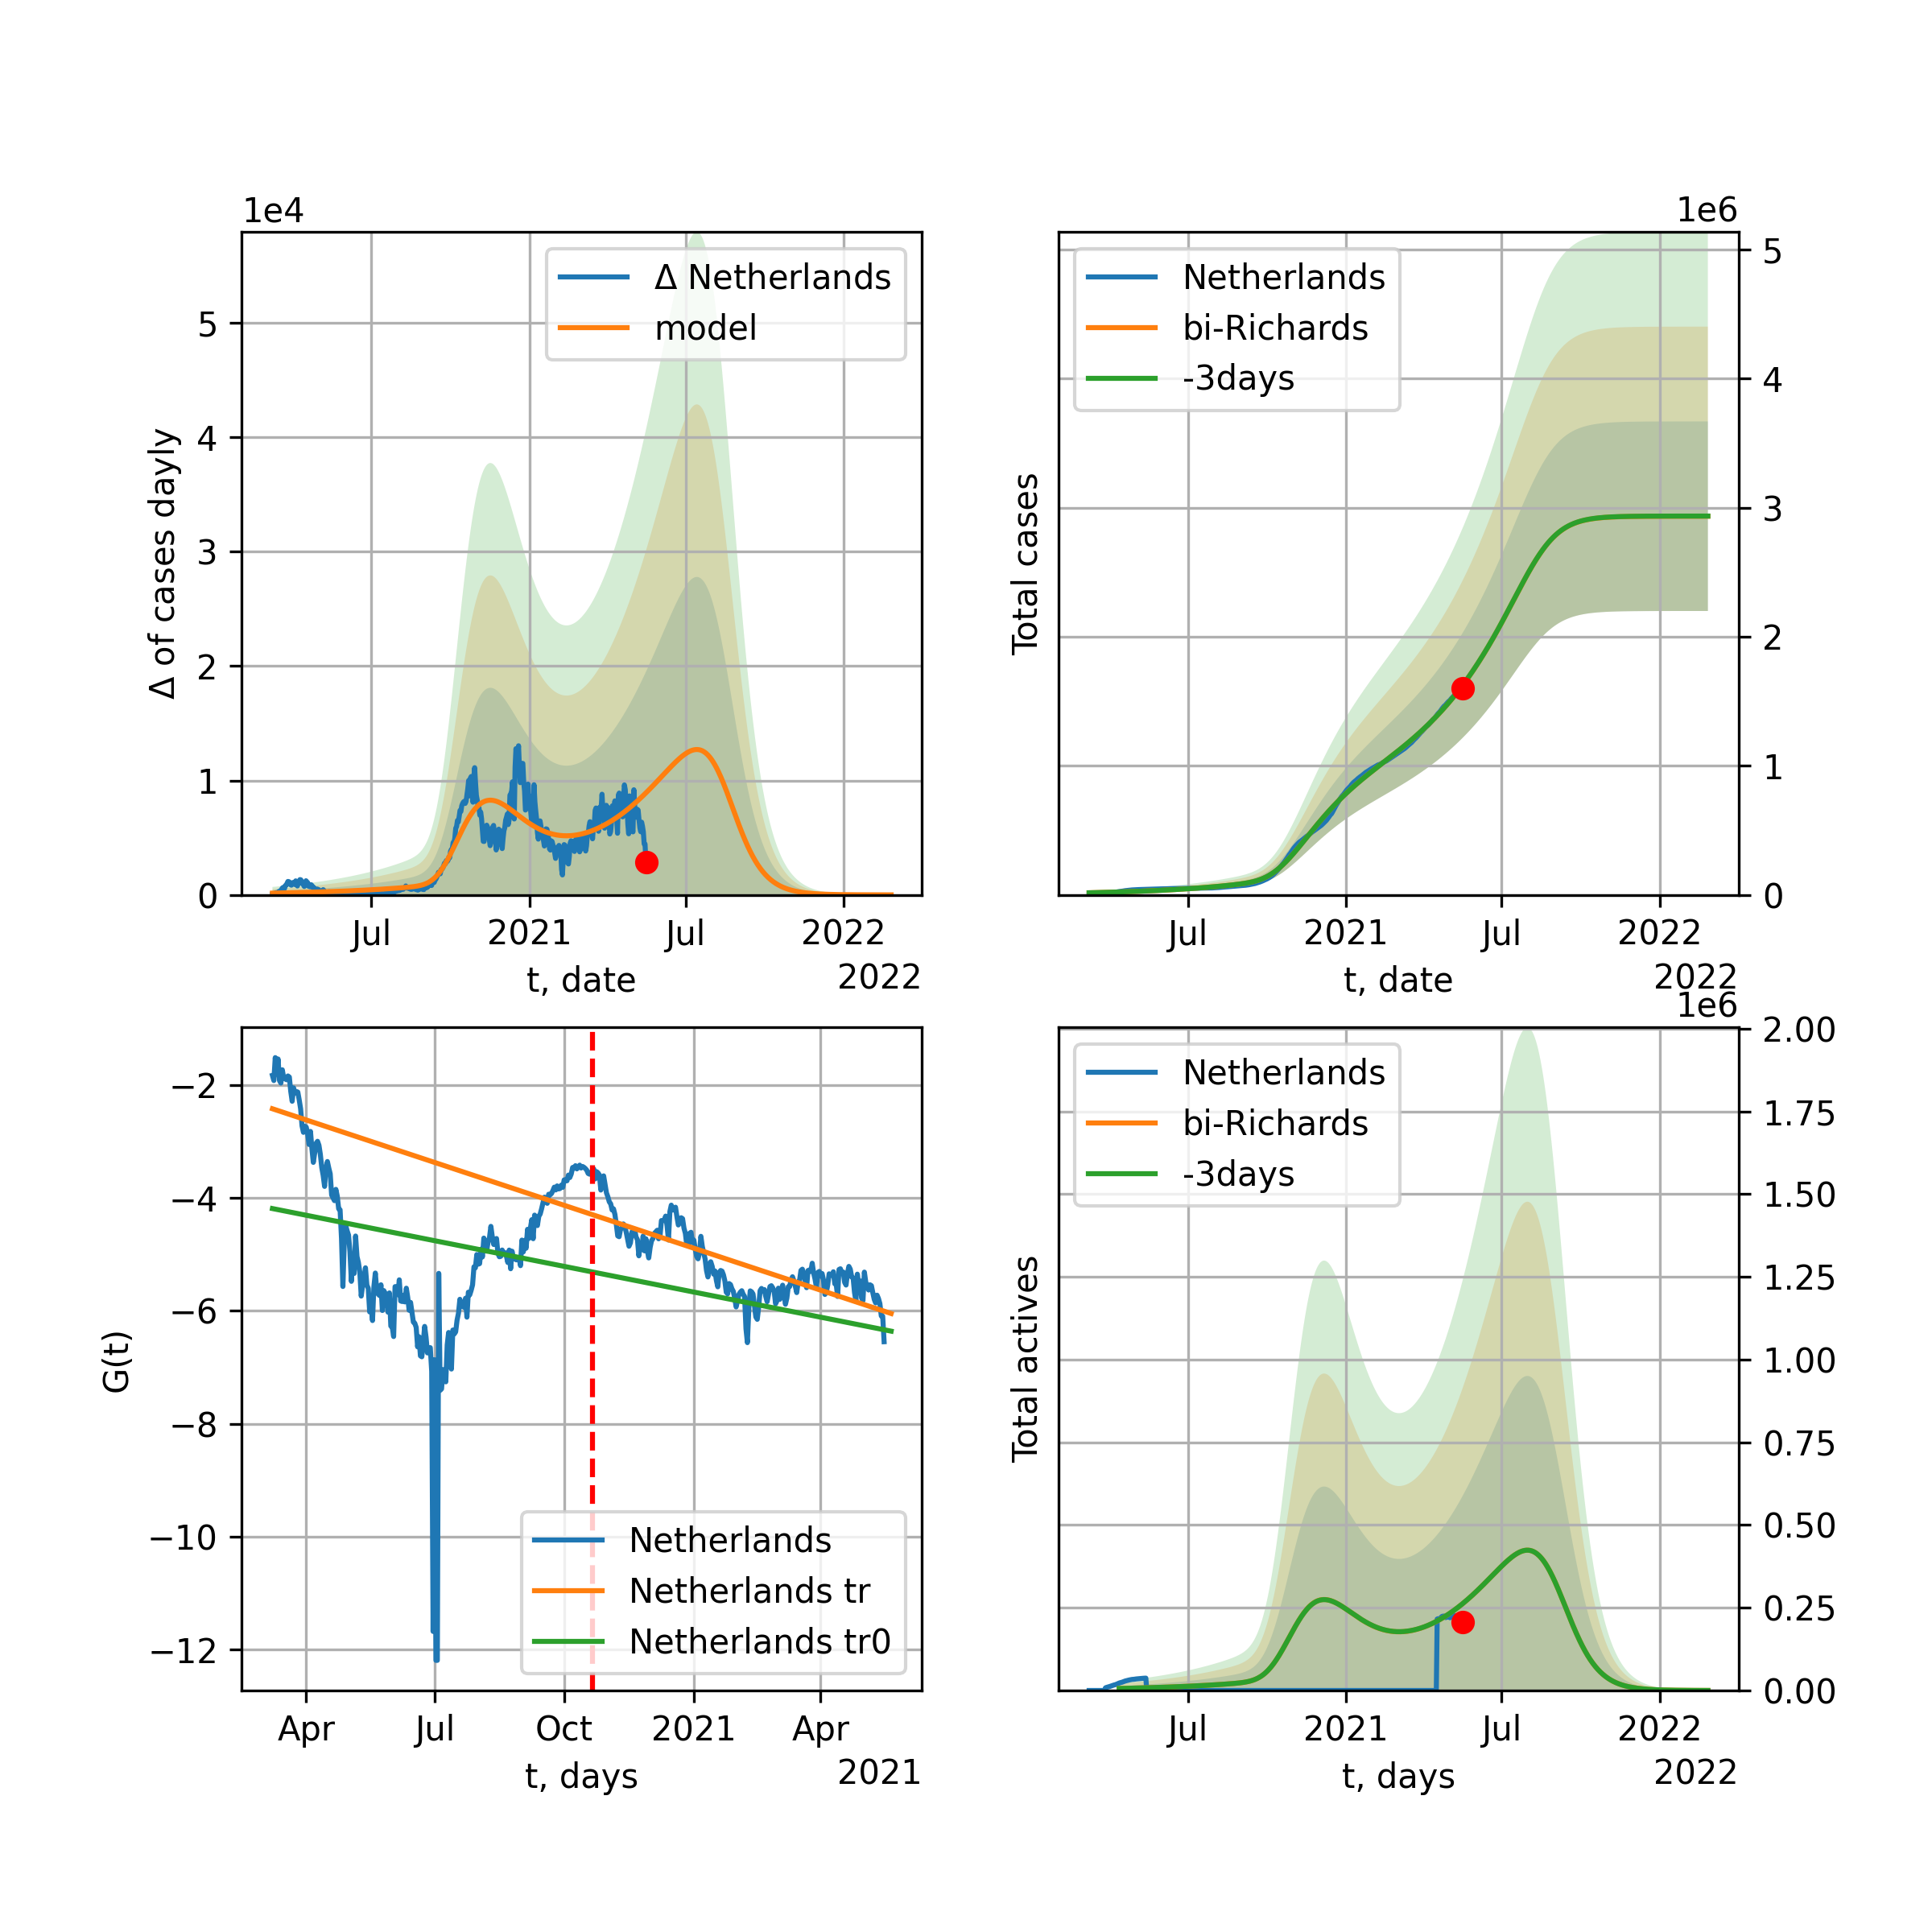 1e4
Δ of cases dayly
5
4
3
2
1
0
Δ Netherlands
model
Jul
2021
Jul
2022
t, date
2022
1e6
Total cases
Netherlands
bi-Richards
-3days
5
4
3
2
1
0
Jul
2021
Jul
2022
t, date
2022
G(t)
−2
−4
−6
−8
−10
−12
Netherlands
Netherlands tr
Netherlands tr0
Apr
Jul
Oct
2021
Apr
t, days
2021
1e6
Total actives
Netherlands
bi-Richards
-3days
2.00
1.75
1.50
1.25
1.00
0.75
0.50
0.25
0.00
Jul
2021
Jul
2022
t, days
2022